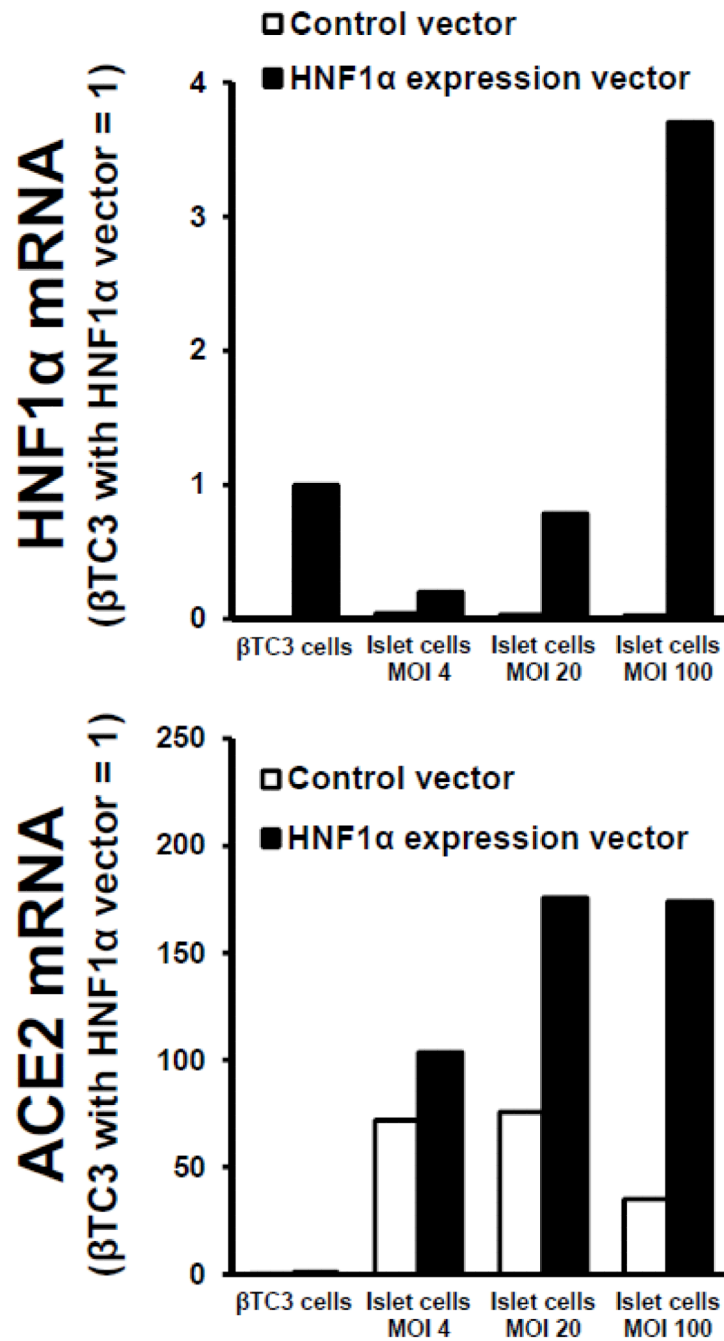 Control vector
HNF1α expression vector
HNF1α mRNA
(βTC3 with HNF1α vector = 1)
4
3
2
1
0
βTC3 cells
Islet cells
MOI 4
Islet cells
MOI 20
Islet cells
MOI 100
ACE2 mRNA
(βTC3 with HNF1α vector = 1)
250
200
150
100
50
0
Control vector
HNF1α expression vector
βTC3 cells
Islet cells
MOI 4
Islet cells
MOI 20
Islet cells
MOI 100